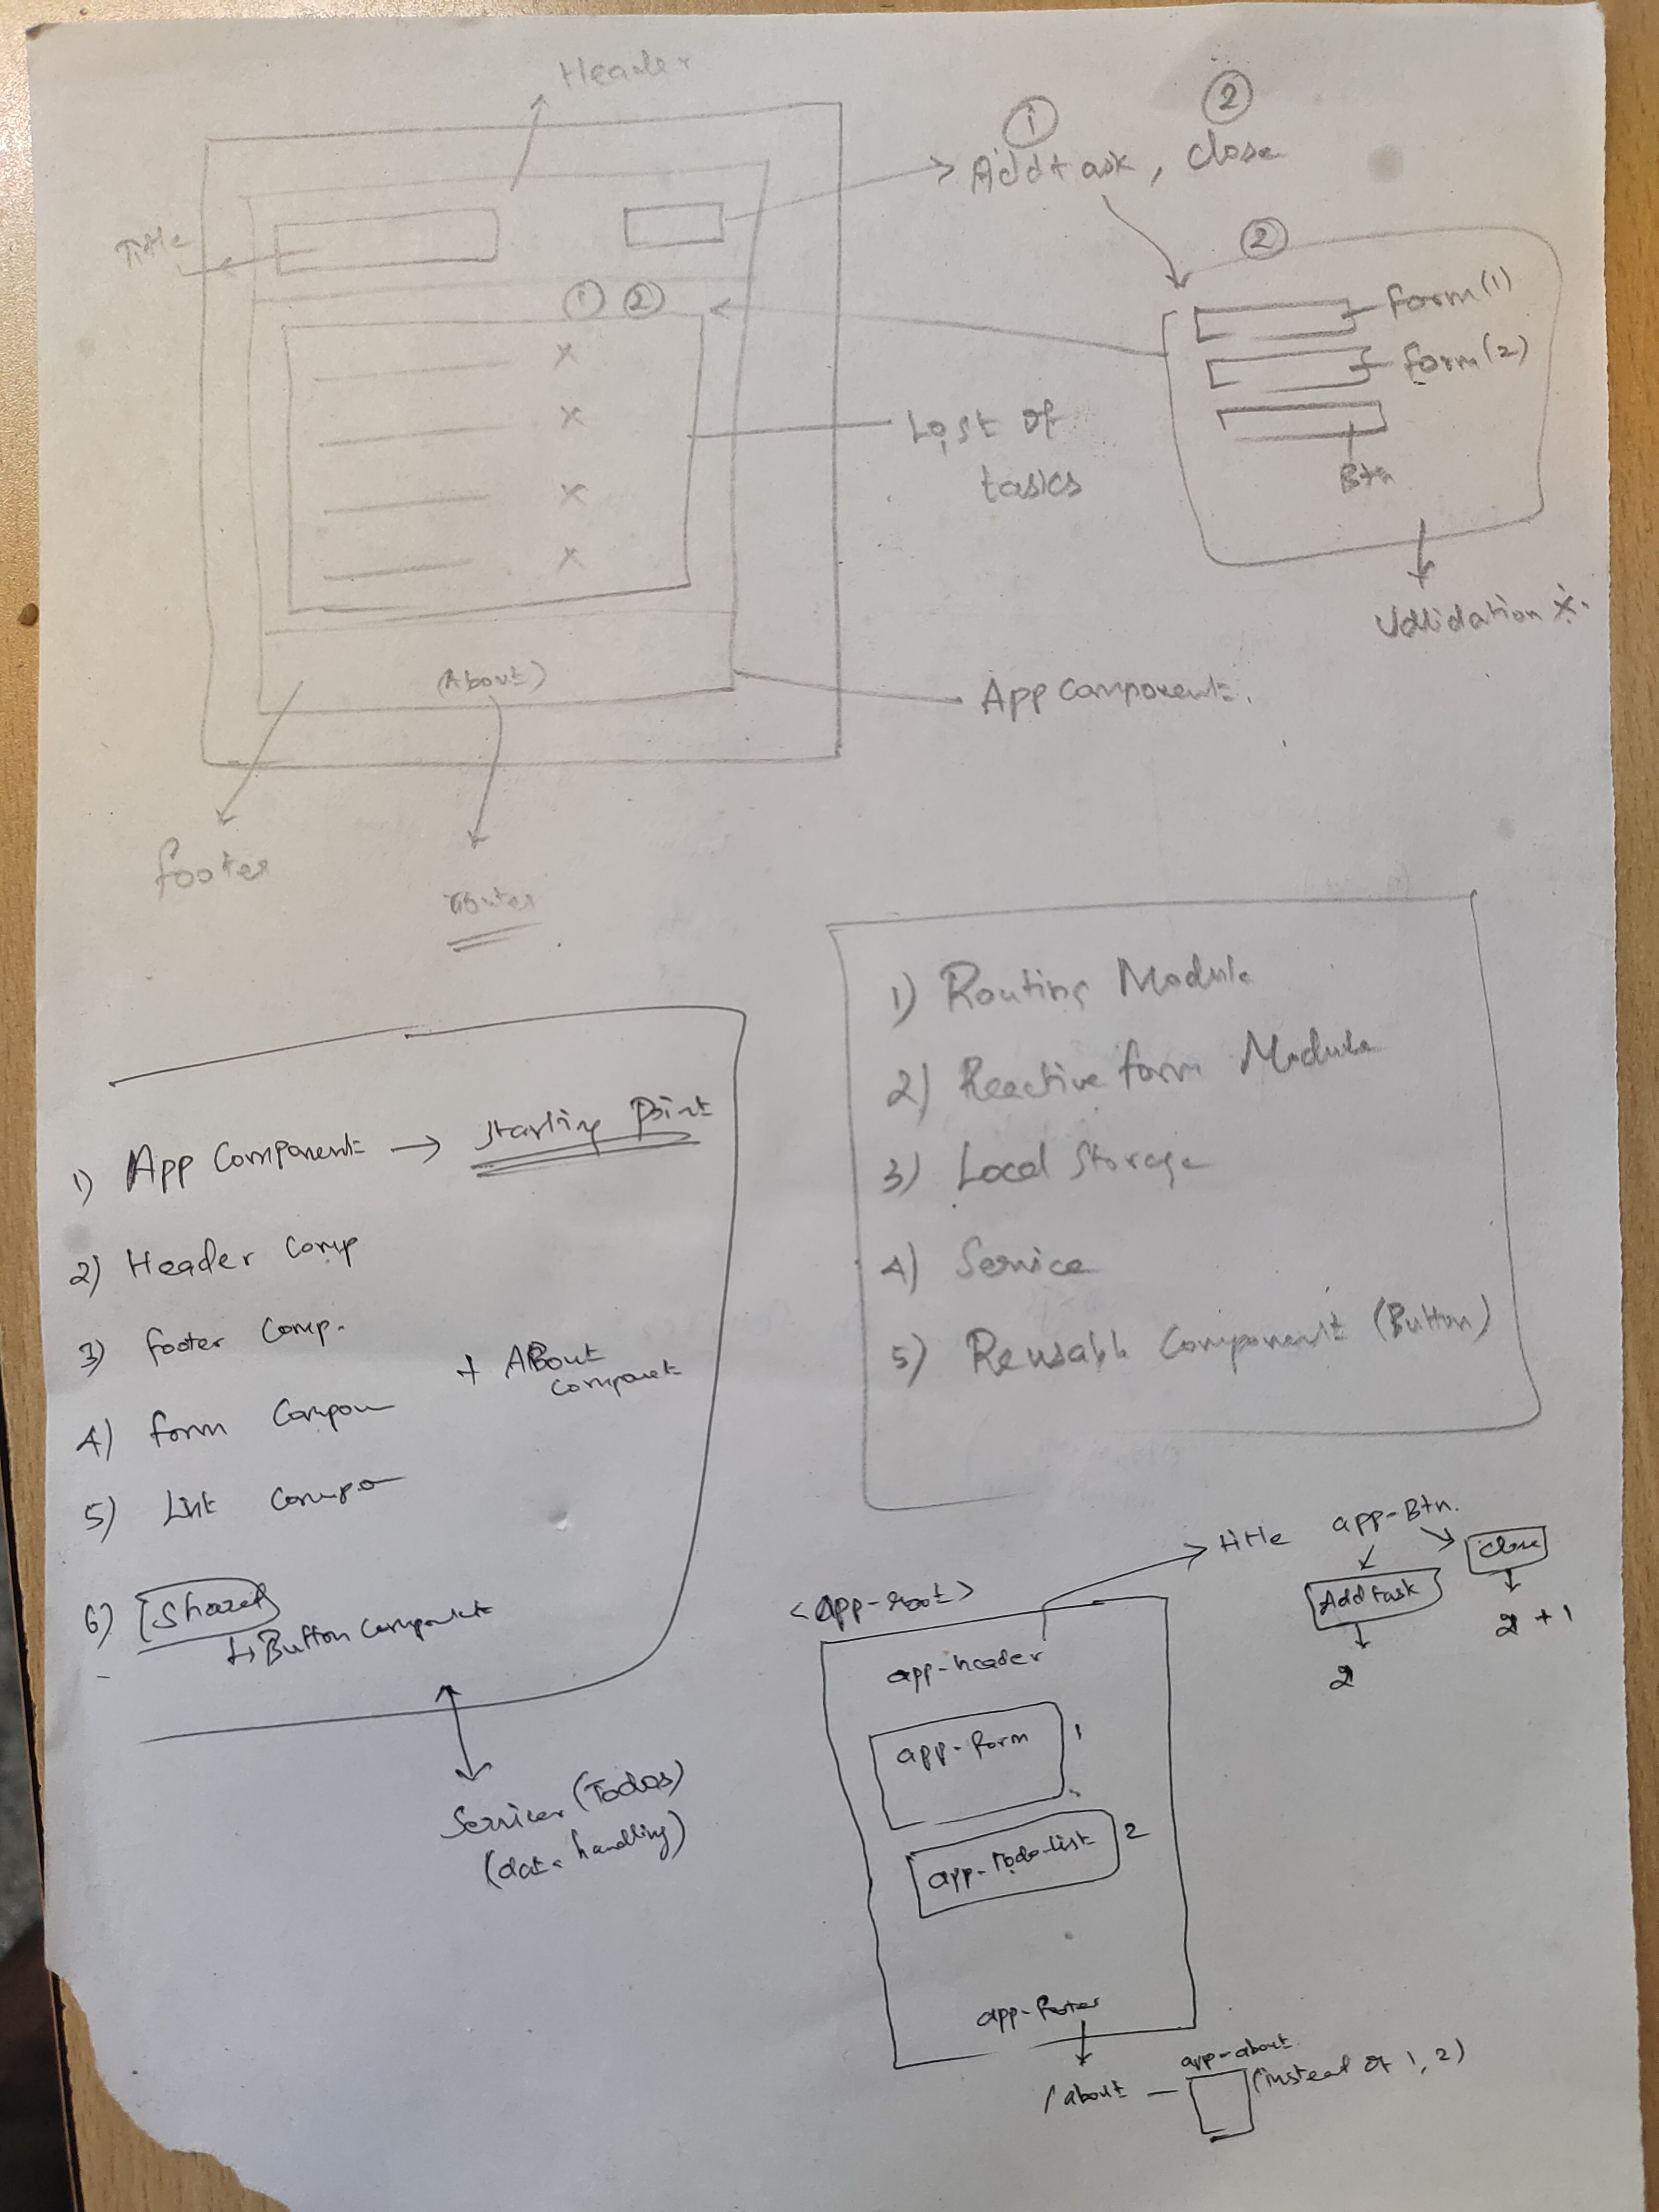 Header
① ②
Add task, close
Title
②
① ②
form(1)
form(2)
x
x
x
x
List of
tasks
Btn
Validation
(About)
App Component.
footer
router
1) Routing Module
2) Reactive form Module
3) Local Storage
4) Service
5) Reusable Component (Button)
1) App Component → starting point
2) Header Comp
3) footer Comp.
+ About
component
4) form Compon
5) List Compo
6) [Shared
↳ Button Component
Services (Todos)
(data handling)
title app-Btn.
close
Add task
2 + 1
2
<app-root>
app-header
app-form 1
app-Todo-list 2
app-footer
app-about.
/about — (instead of 1, 2)